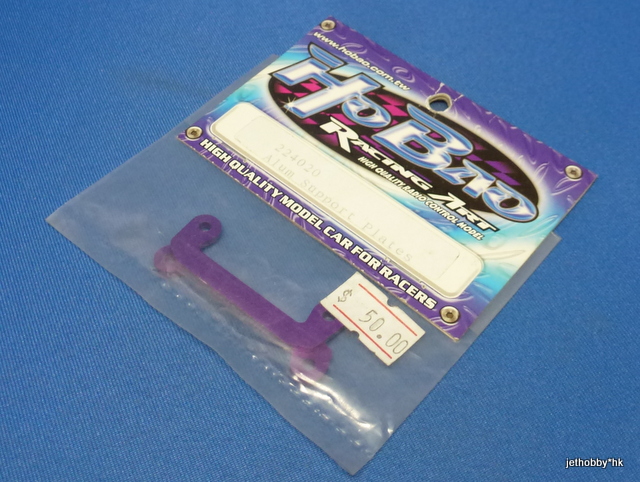 www.hobao.com.tw
HOBAO
RACING ART
HIGH QUALITY RADIO CONTROL MODEL
224020
Alum support plates
HIGH QUALITY MODEL CAR FOR RACERS
$ 50.00
jethobby*hk